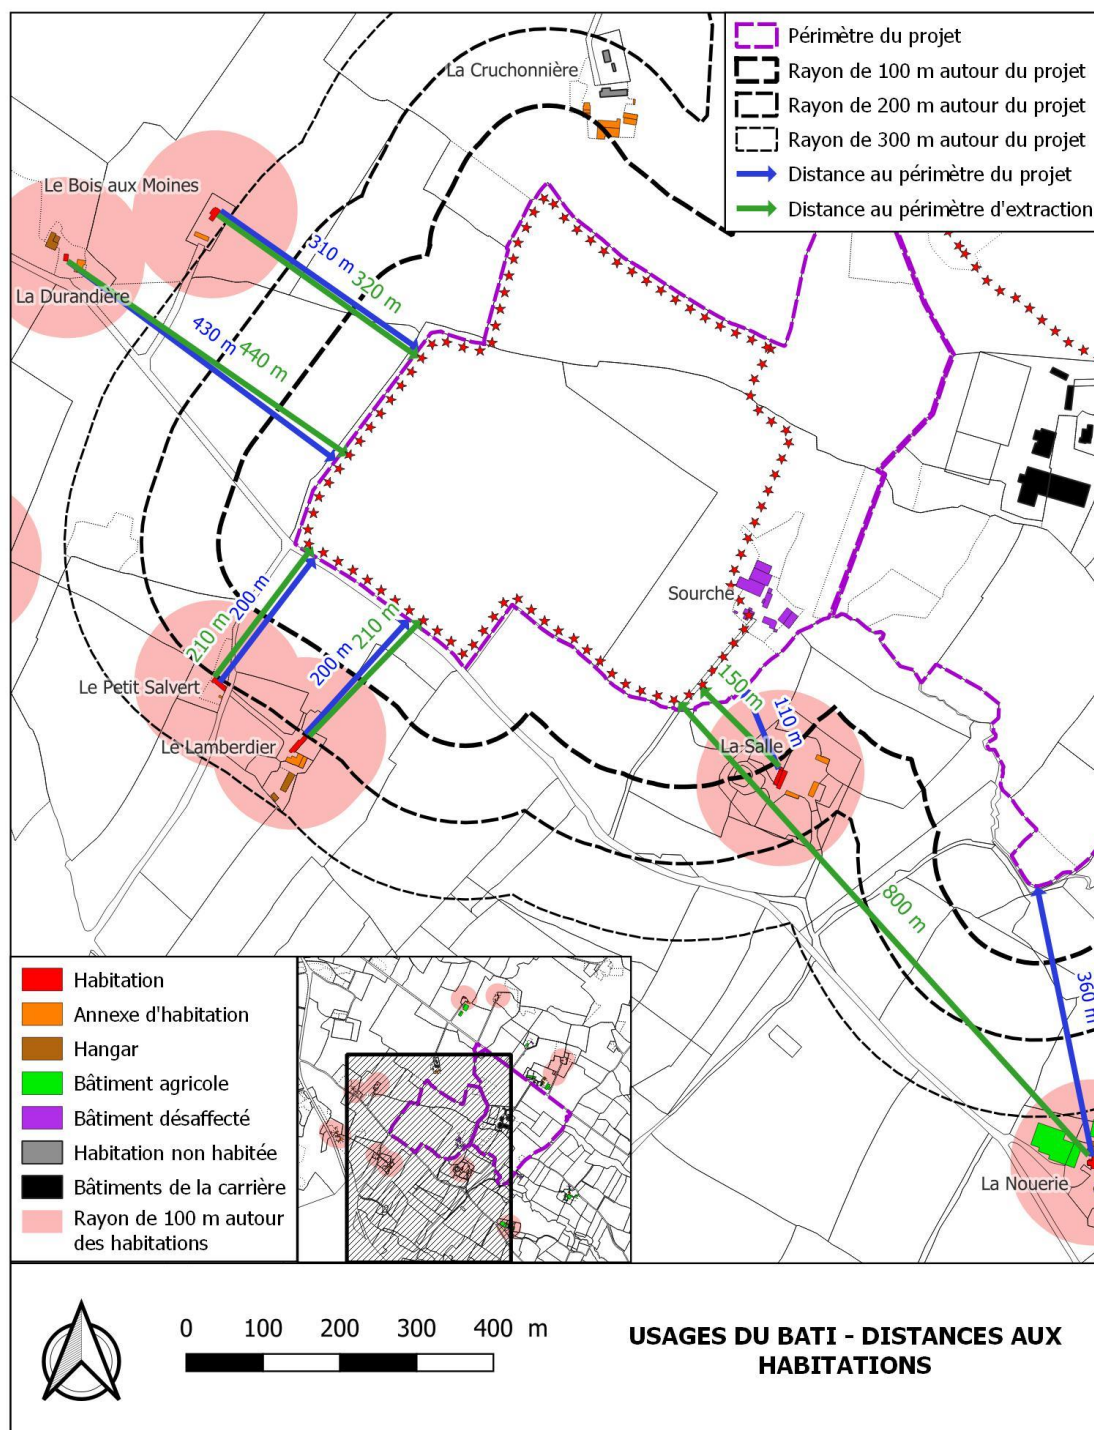 La Cruchonnière
Périmètre du projet
Rayon de 100 m autour du projet
Rayon de 200 m autour du projet
Rayon de 300 m autour du projet
Distance au périmètre du projet
Distance au périmètre d'extraction
Le Bois aux Moines
La Durandière
310 m
320 m
430 m
440 m
Sourche
210 m
200 m
200 m
210 m
Le Petit Salvert
Le Lamberdier
150 m
110 m
La Salle
800 m
360 m
La Nouerie
Habitation
Annexe d'habitation
Hangar
Bâtiment agricole
Bâtiment désaffecté
Habitation non habitée
Bâtiments de la carrière
Rayon de 100 m autour
des habitations
0 100 200 300 400 m
USAGES DU BATI - DISTANCES AUX
HABITATIONS